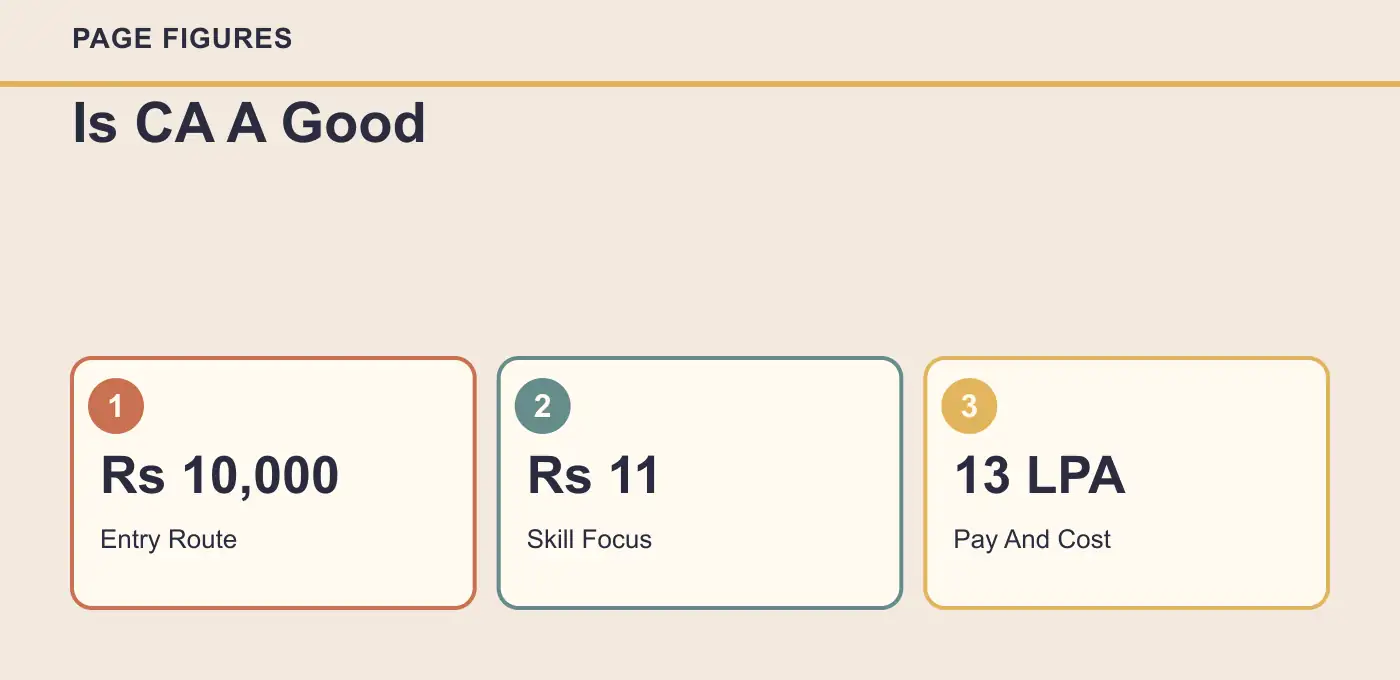 PAGE FIGURES
Is CA A Good
1
Rs 10,000
Entry Route
2
Rs 11
Skill Focus
3
13 LPA
Pay And Cost